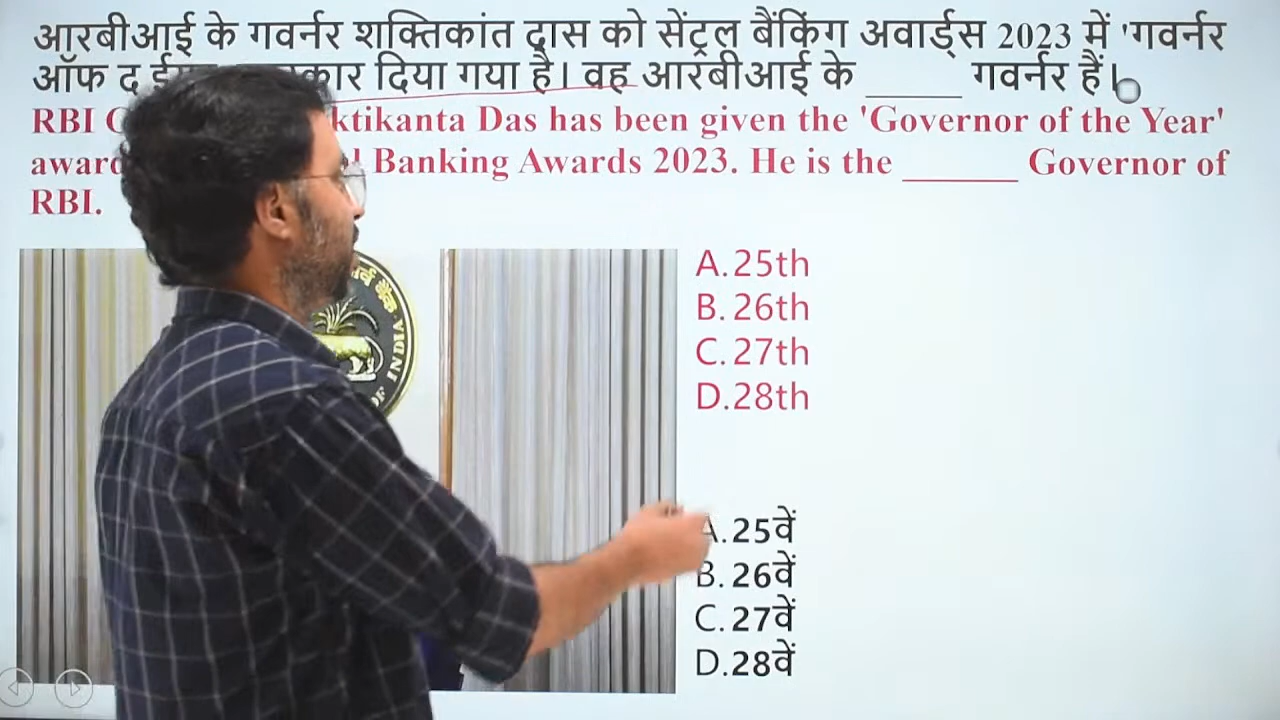 आरबीआई के गवर्नर शक्तिकांत दास को सेंट्रल बैंकिंग अवार्ड्स 2023 में 'गवर्नर
ऑफ द दिया गया है। वह आरबीआई के ______ गवर्नर हैं।
RBI Das has been given the 'Governor of the Year'
Banking Awards 2023. He is the ______ Governor of
RBI.
INDIA
A.25th
B.26th
C.27th
D.28th
A.25वें
B.26वें
C.27वें
D.28वें